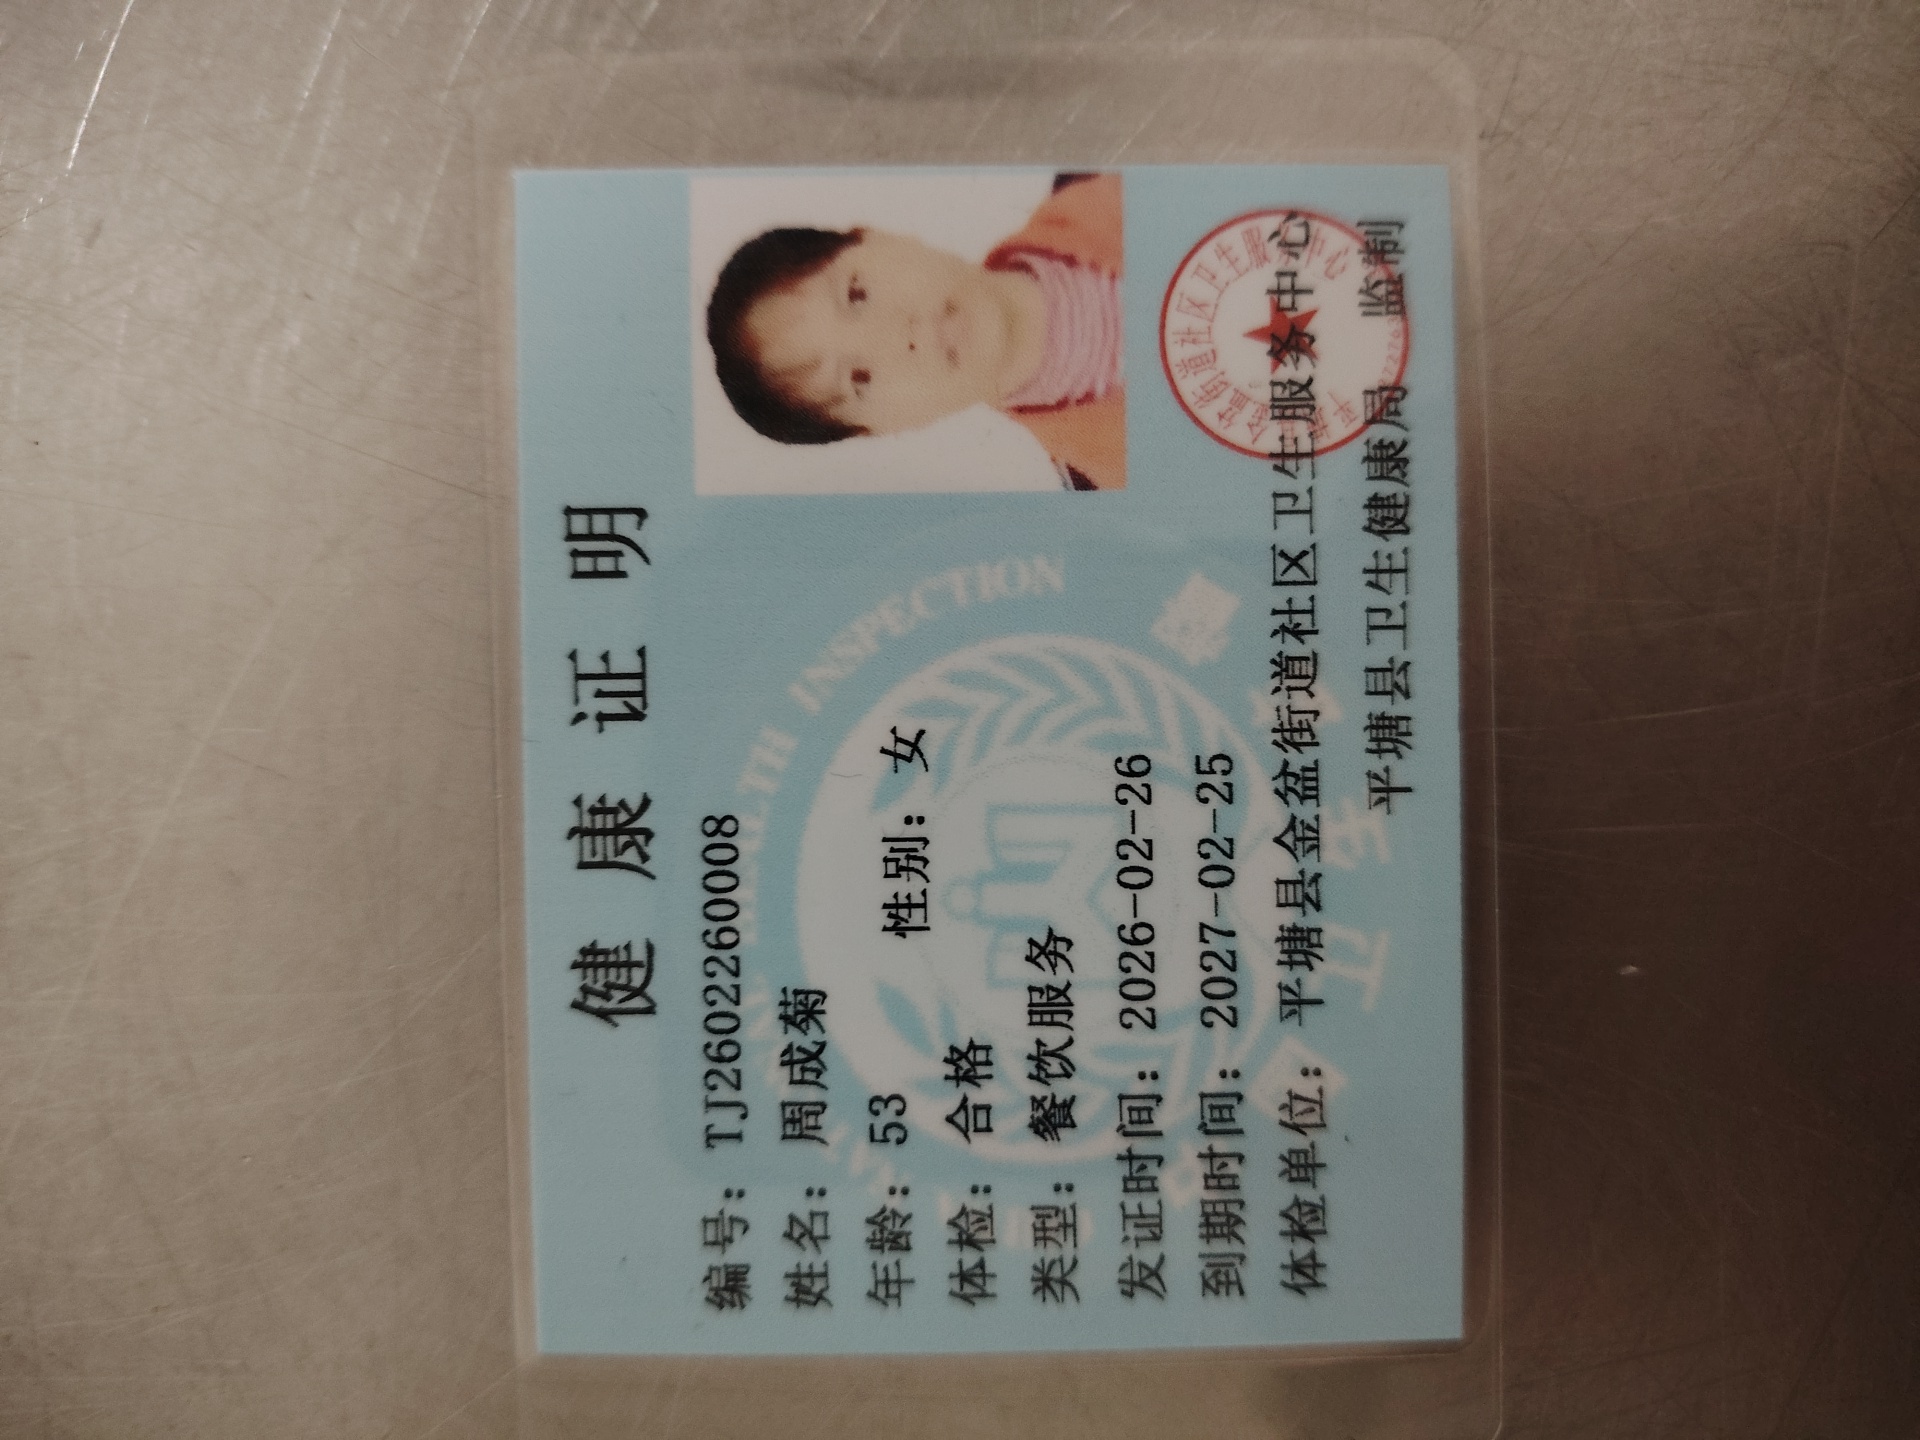 健康证明
编号：TJ2602260008
姓名：周成菊
年龄：53 性别：女
体检：合格
类型：餐饮服务
发证时间：2026-02-26
到期时间：2027-02-25
体检单位：平塘县金盆街道社区卫生服务中心
平塘县卫生健康局 监制
HEALTH INSPECTION